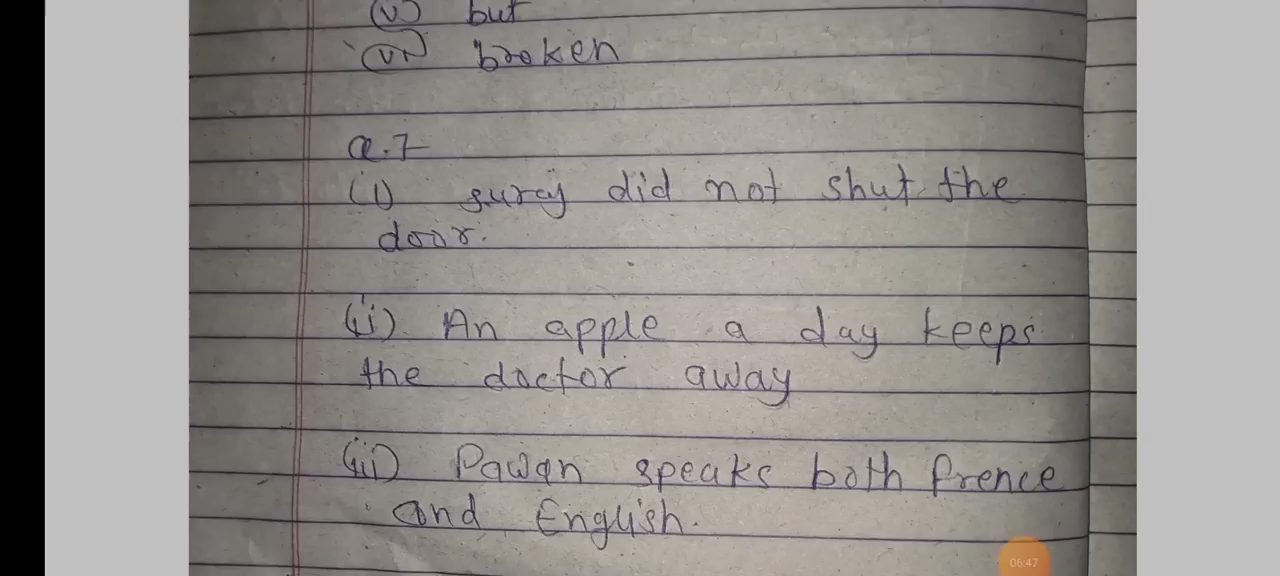 (v) but
(vi) broken
Q.7
(i) suraj did not shut the
door.
(ii) An apple a day keeps
the doctor away
(iii) Pawan speaks both frence
and English.
06:47